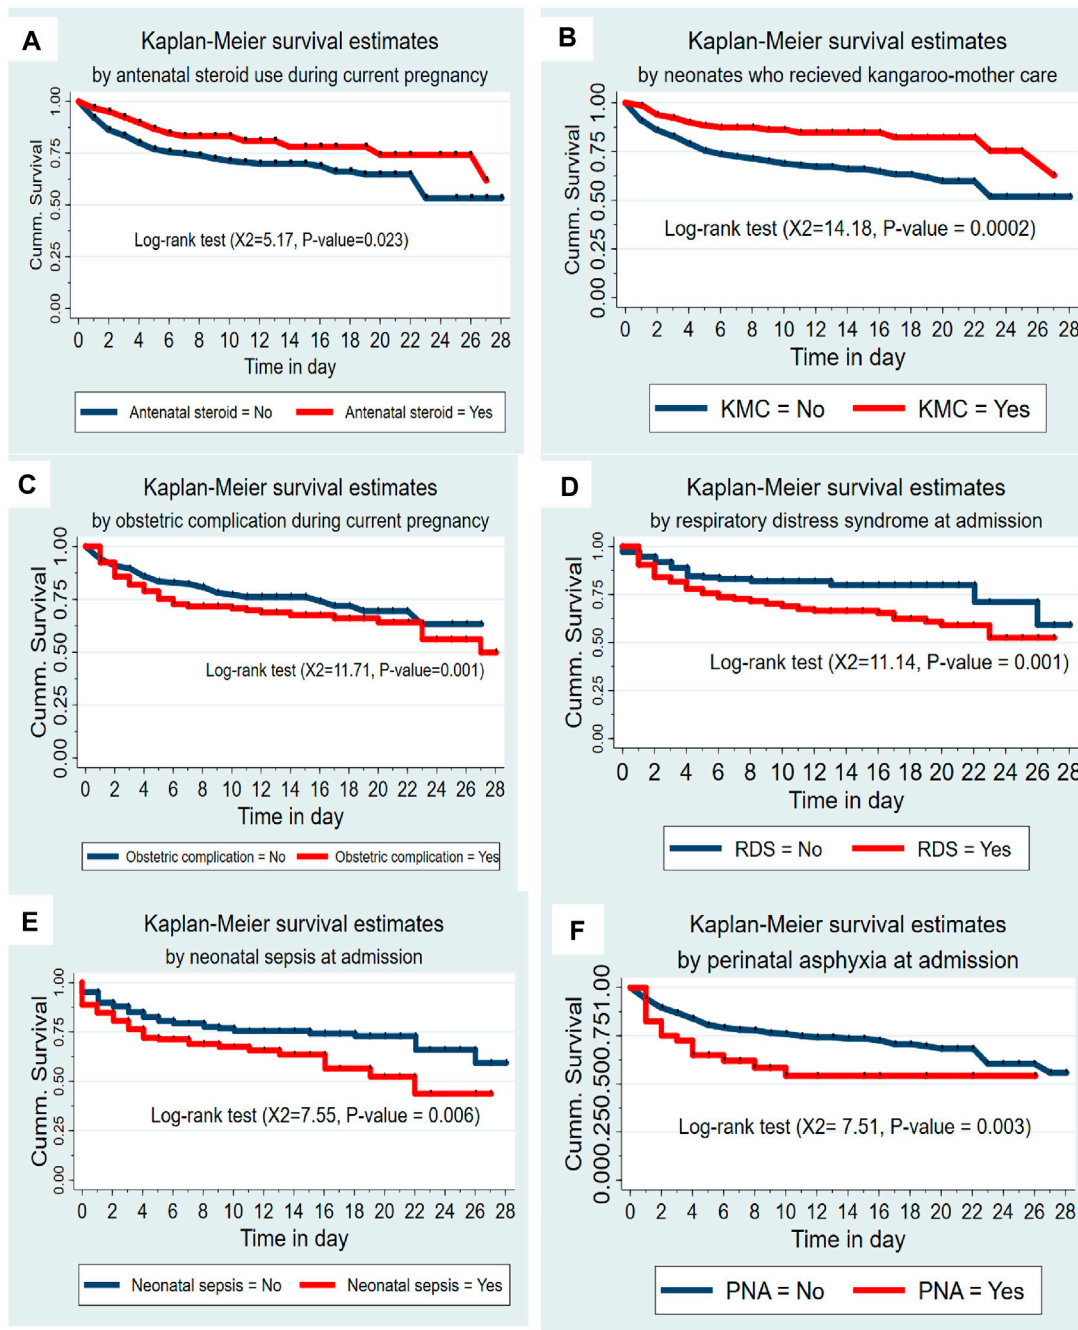 A
Kaplan-Meier survival estimates
by antenatal steroid use during current pregnancy
Cumm. Survival
1.00
0.75
0.50
0.25
0.00
0 2 4 6 8 10 12 14 16 18 20 22 24 26 28
Log-rank test (X2=5.17, P-value=0.023)
Time in day
Antenatal steroid = No Antenatal steroid = Yes
B
Kaplan-Meier survival estimates
by neonates who recieved kangaroo-mother care
Cumm. Survival
1.00
0.75
0.50
0.25
0.00
Log-rank test (X2=14.18, P-value = 0.0002)
0 2 4 6 8 10 12 14 16 18 20 22 24 26 28
Time in day
KMC = No KMC = Yes
C
Kaplan-Meier survival estimates
by obstetric complication during current pregnancy
Cumm. Survival
1.00
0.75
0.50
0.25
0.00
Log-rank test (X2=11.71, P-value=0.001)
0 2 4 6 8 10 12 14 16 18 20 22 24 26 28
Time in day
Obstetric complication = No Obstetric complication = Yes
D
Kaplan-Meier survival estimates
by respiratory distress syndrome at admission
Cumm. Survival
1.00
0.75
0.50
0.25
0.00
Log-rank test (X2=11.14, P-value = 0.001)
0 2 4 6 8 10 12 14 16 18 20 22 24 26 28
Time in day
RDS = No RDS = Yes
E
Kaplan-Meier survival estimates
by neonatal sepsis at admission
Cumm. Survival
1.00
0.75
0.50
0.25
0.00
Log-rank test (X2=7.55, P-value = 0.006)
0 2 4 6 8 10 12 14 16 18 20 22 24 26 28
Time in day
Neonatal sepsis = No Neonatal sepsis = Yes
F
Kaplan-Meier survival estimates
by perinatal asphyxia at admission
Cumm. Survival
0.000.250.500.751.00
Log-rank test (X2= 7.51, P-value = 0.003)
0 2 4 6 8 10 12 14 16 18 20 22 24 26 28
Time in day
PNA = No PNA = Yes